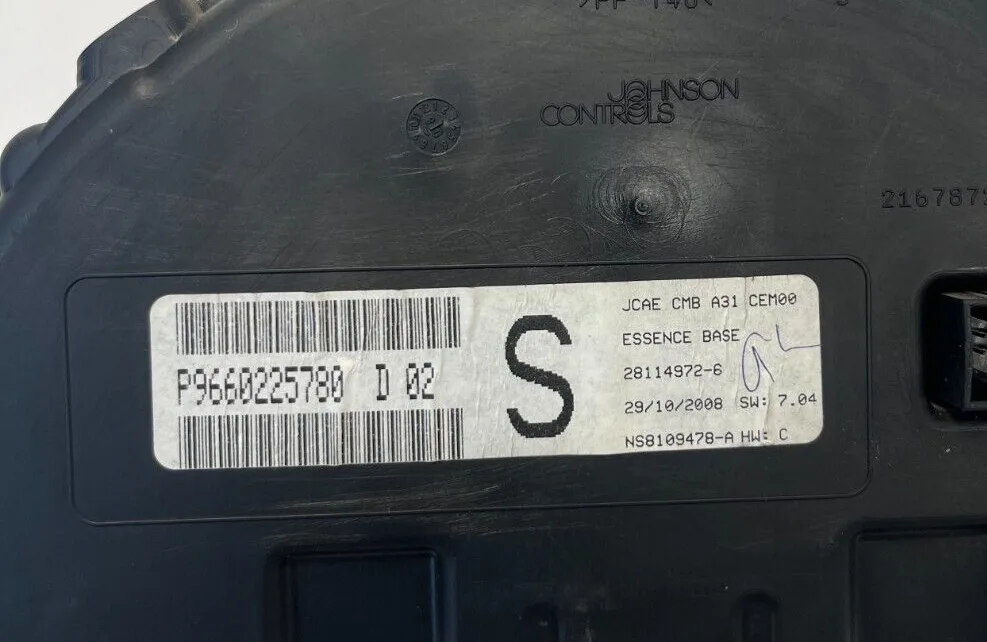 JOHNSON
CONTROLS
216787
JCAE CMB A31 CEM00
ESSENCE BASE
P9660225780 D 02
S
28114972-6
29/10/2008 SW: 7.04
NS8109478-A HW: C